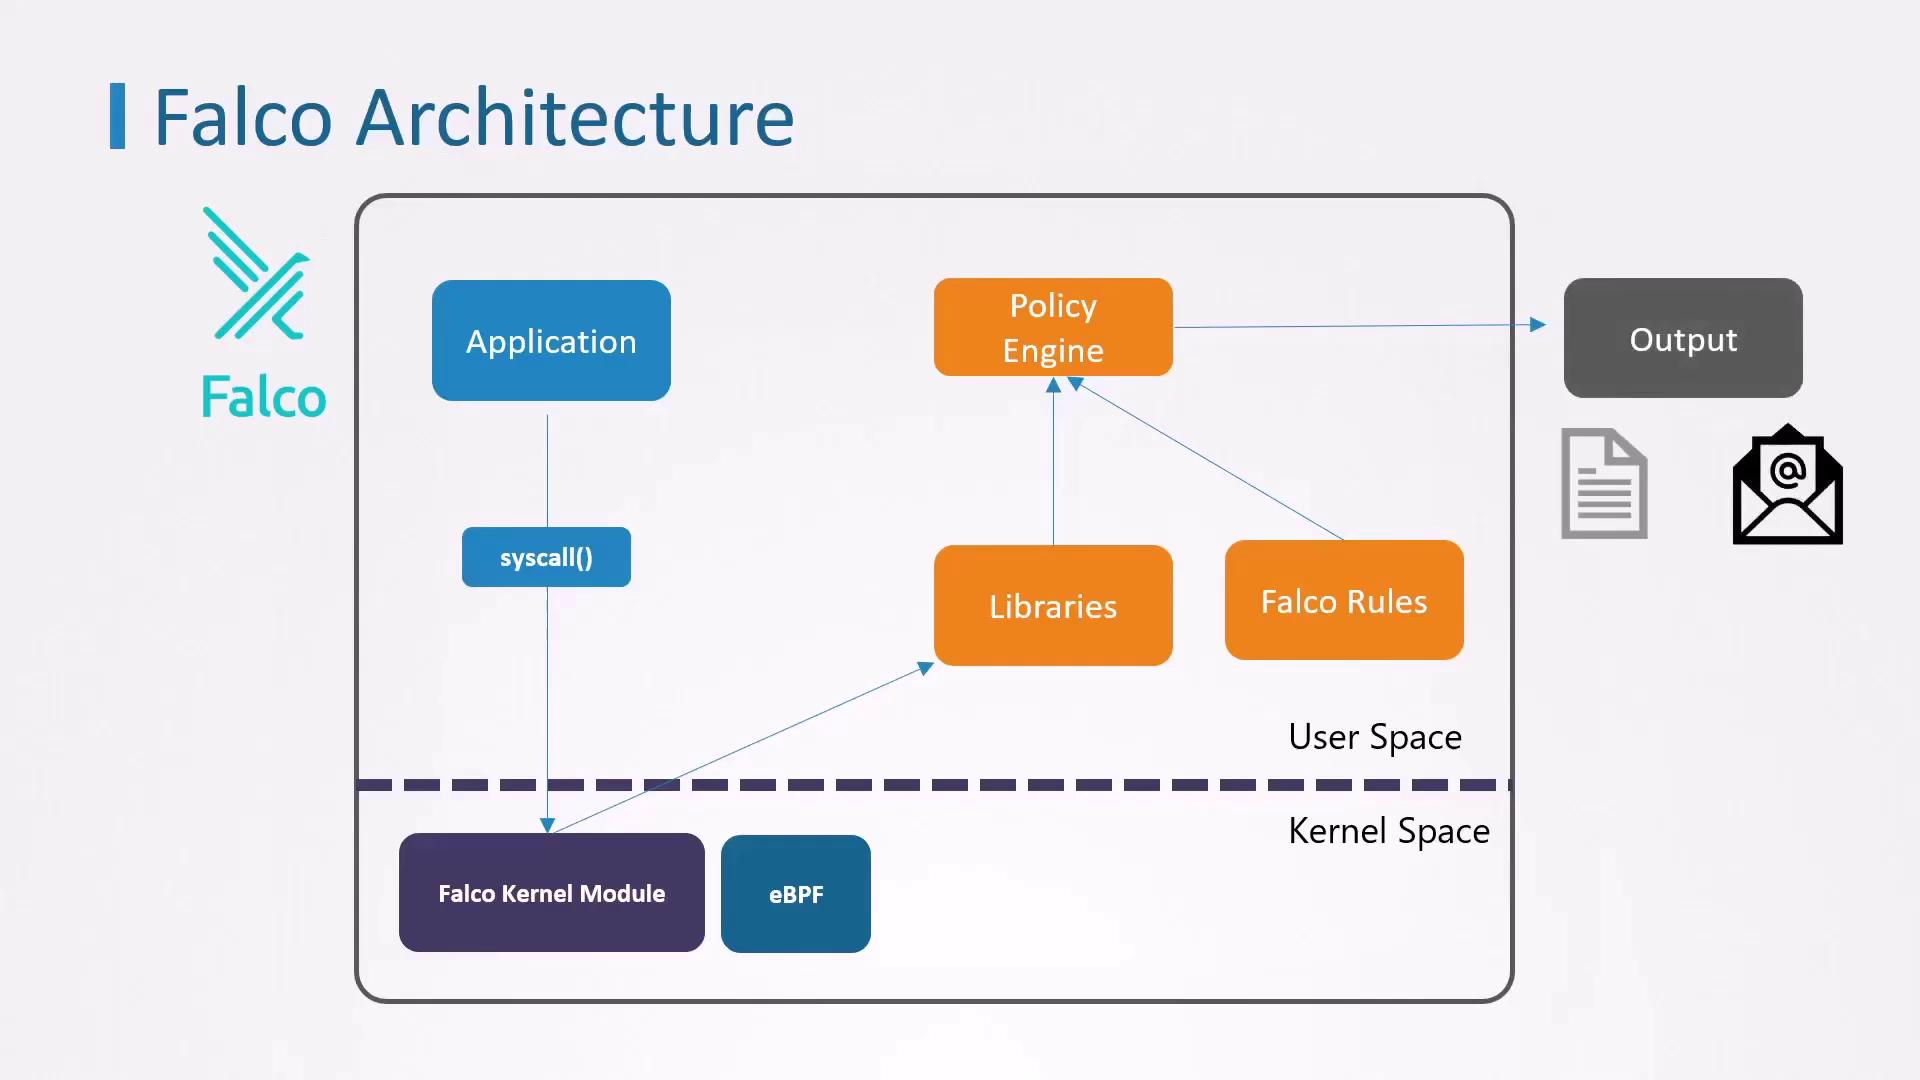 Falco Architecture
Falco
Application
Policy
Engine
Output
@
syscall()
Libraries
Falco Rules
User Space
Kernel Space
Falco Kernel Module
eBPF